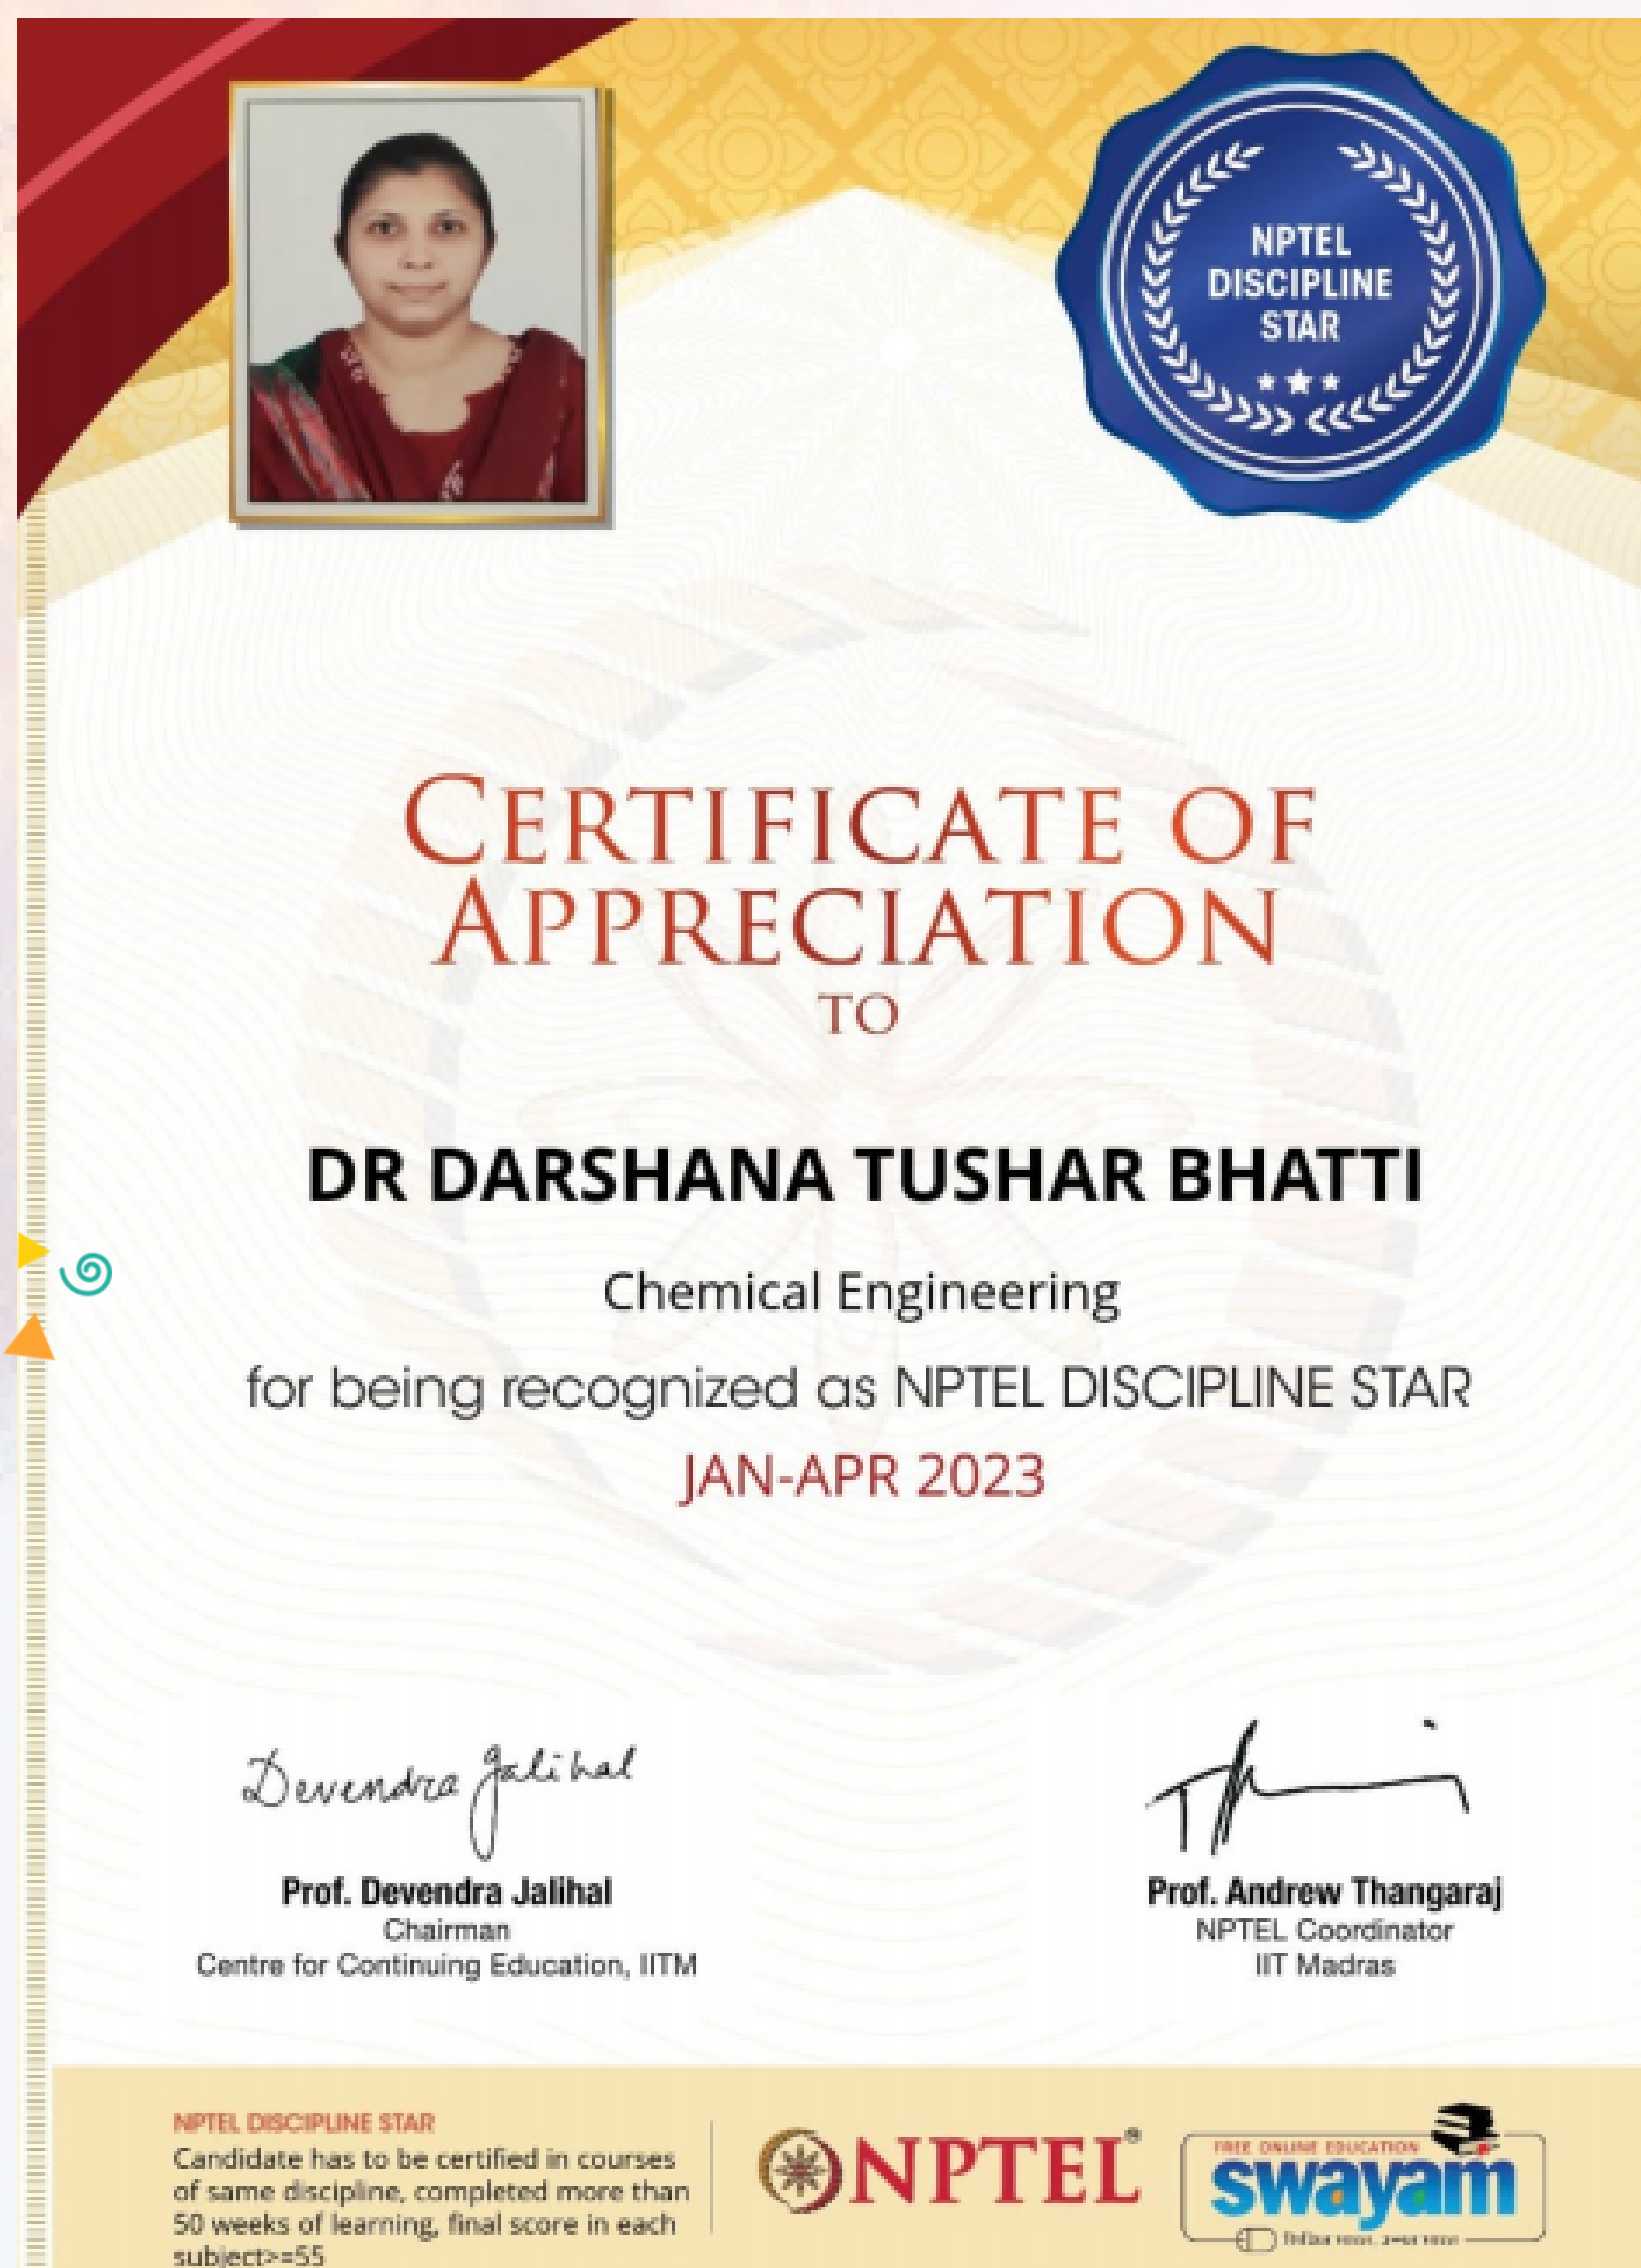 NPTEL
DISCIPLINE
STAR
CERTIFICATE OF
APPRECIATION
TO
DR DARSHANA TUSHAR BHATTI
Chemical Engineering
for being recognized as NPTEL DISCIPLINE STAR
JAN-APR 2023
Devendra Jalihal
Prof. Devendra Jalihal
Chairman
Centre for Continuing Education, IITM
Prof. Andrew Thangaraj
NPTEL Coordinator
IIT Madras
NPTEL DISCIPLINE STAR
Candidate has to be certified in courses
of same discipline, completed more than
50 weeks of learning, final score in each
subject>=55
NPTEL®
FREE ONLINE EDUCATION
swayam